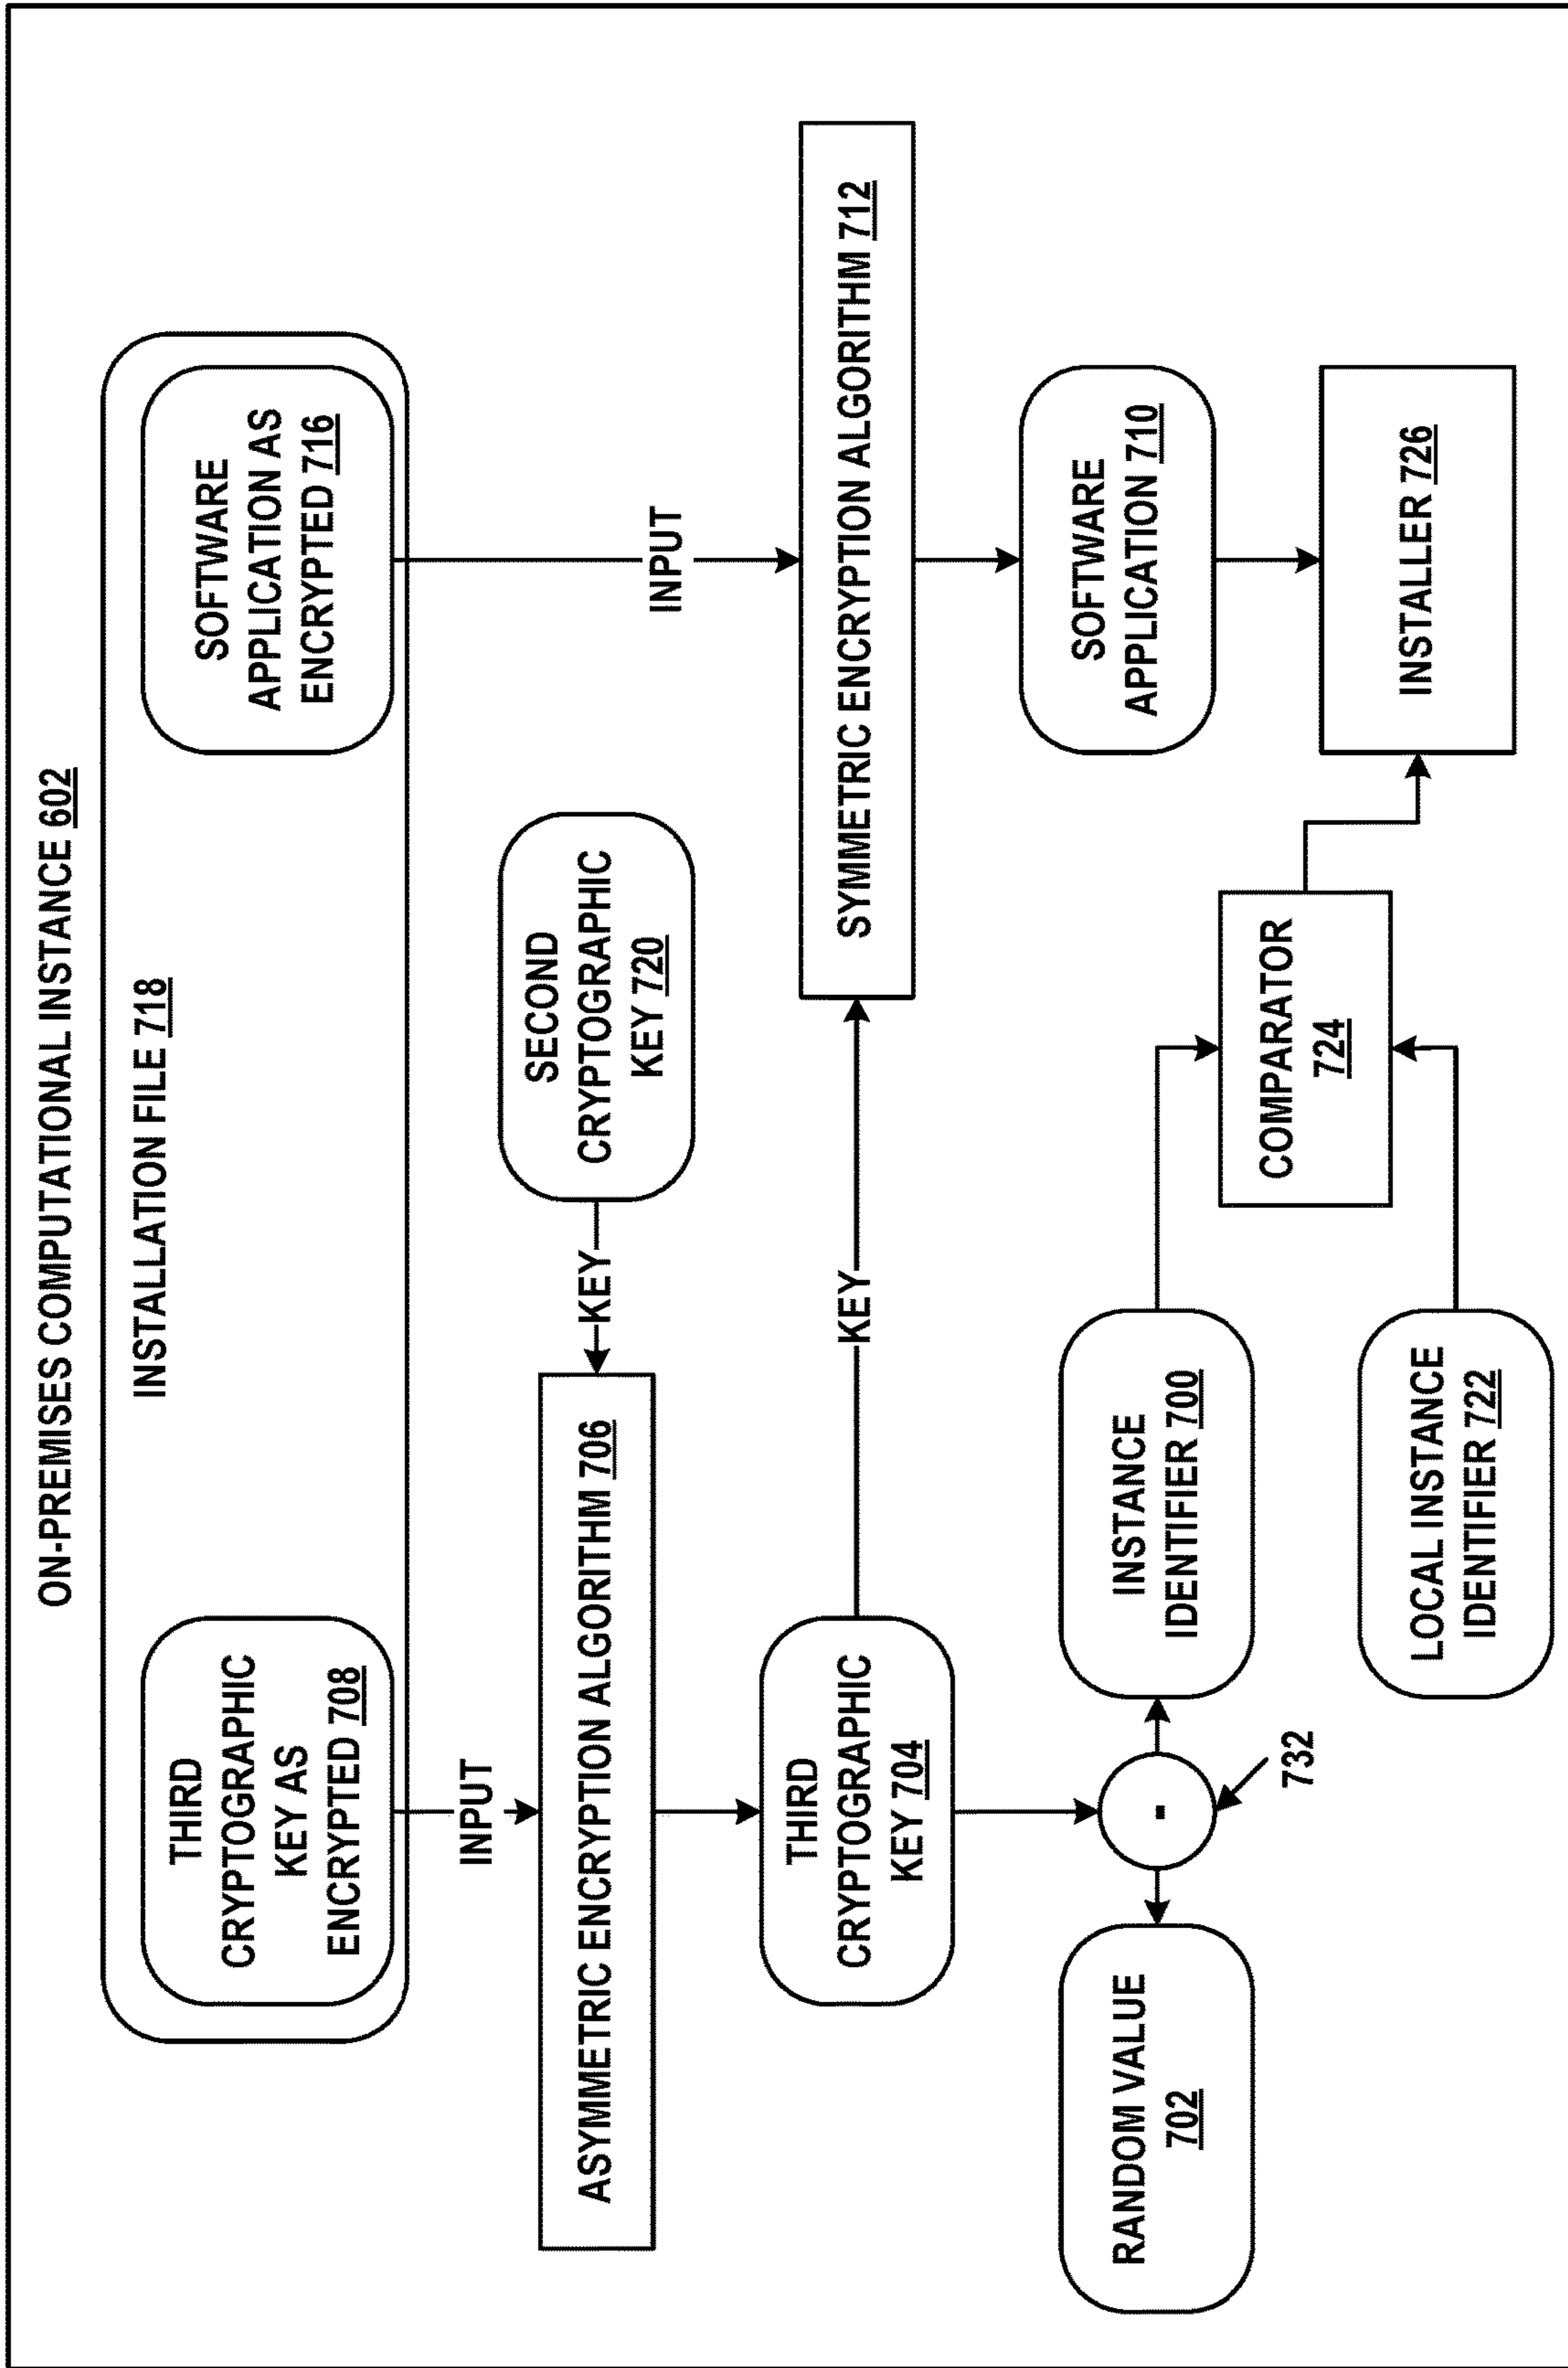 ON-PREMISES COMPUTATIONAL INSTANCE 602
INSTALLATION FILE 718
THIRD
CRYPTOGRAPHIC
KEY AS
ENCRYPTED 708
SOFTWARE
APPLICATION AS
ENCRYPTED 716
INPUT
SECOND
CRYPTOGRAPHIC
KEY 720
KEY
INPUT
ASYMMETRIC ENCRYPTION ALGORITHM 706
THIRD
CRYPTOGRAPHIC
KEY 704
KEY
SYMMETRIC ENCRYPTION ALGORITHM 712
SOFTWARE
APPLICATION 710
RANDOM VALUE
702
-
732
INSTANCE
IDENTIFIER 700
LOCAL INSTANCE
IDENTIFIER 722
COMPARATOR
724
INSTALLER 726